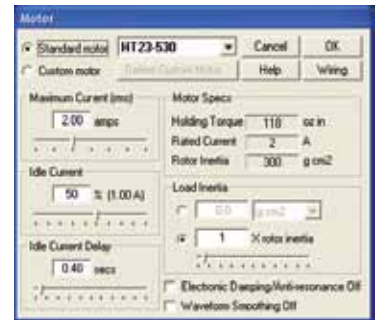 Motor
Standard motor HT23-530 Cancel OK
Custom motor Define Custom Motor Help Wiring
Maximum Current (rms)
2.00 amps
Idle Current
50 % (1.00 A)
Idle Current Delay
0.40 secs
Motor Specs
Holding Torque 118 oz in
Rated Current 2 A
Rotor Inertia 300 g cm2
Load Inertia
0.0 g cm2
1 X rotor inertia
Electronic Damping/Anti-resonance Off
Waveform Smoothing Off